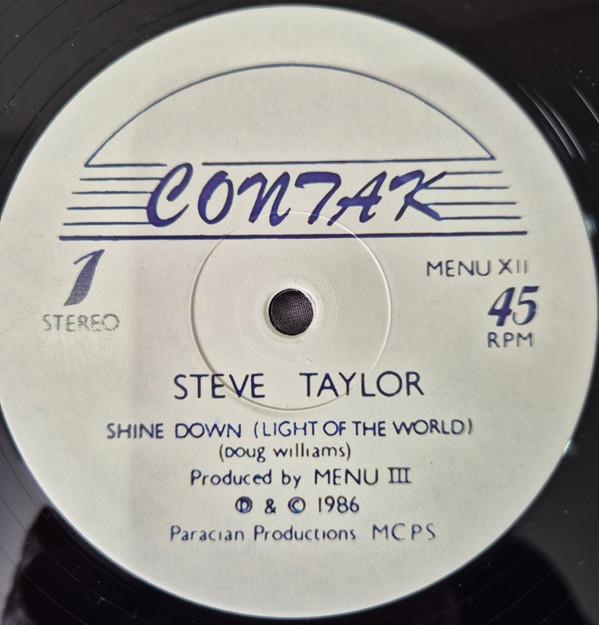 CONTAK
1
STEREO
MENU XII
45
RPM
STEVE TAYLOR
SHINE DOWN (LIGHT OF THE WORLD)
(Doug Williams)
Produced by MENU III
℗ & © 1986
Paracian Productions MCPS